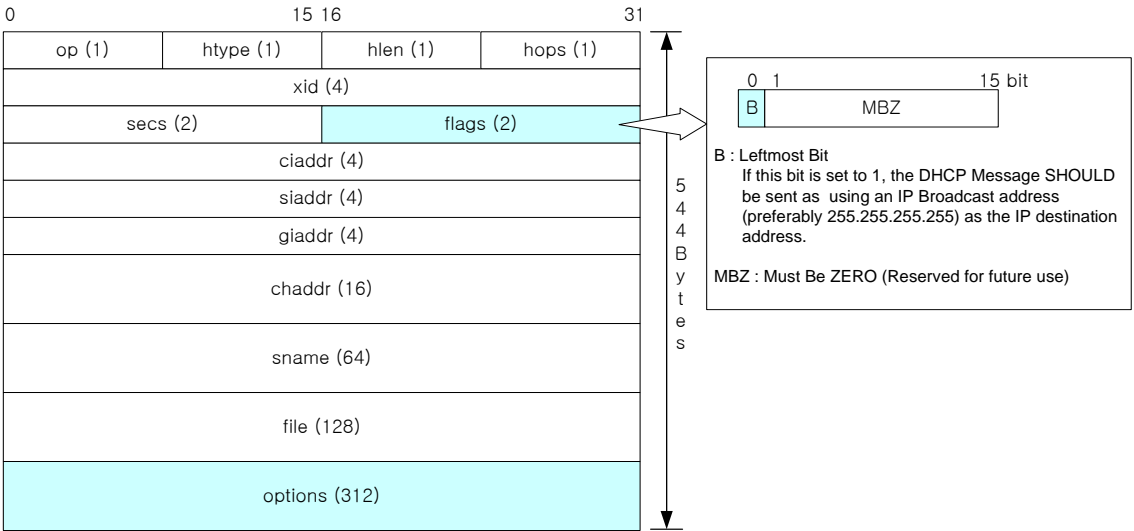 0 15 16 31
op (1) htype (1) hlen (1) hops (1)
xid (4)
secs (2) flags (2)
ciaddr (4)
siaddr (4)
giaddr (4)
chaddr (16)
sname (64)
file (128)
options (312)
544Bytes
0 1 15 bit
B MBZ
B : Leftmost Bit
If this bit is set to 1, the DHCP Message SHOULD
be sent as using an IP Broadcast address
(preferably 255.255.255.255) as the IP destination
address.
MBZ : Must Be ZERO (Reserved for future use)